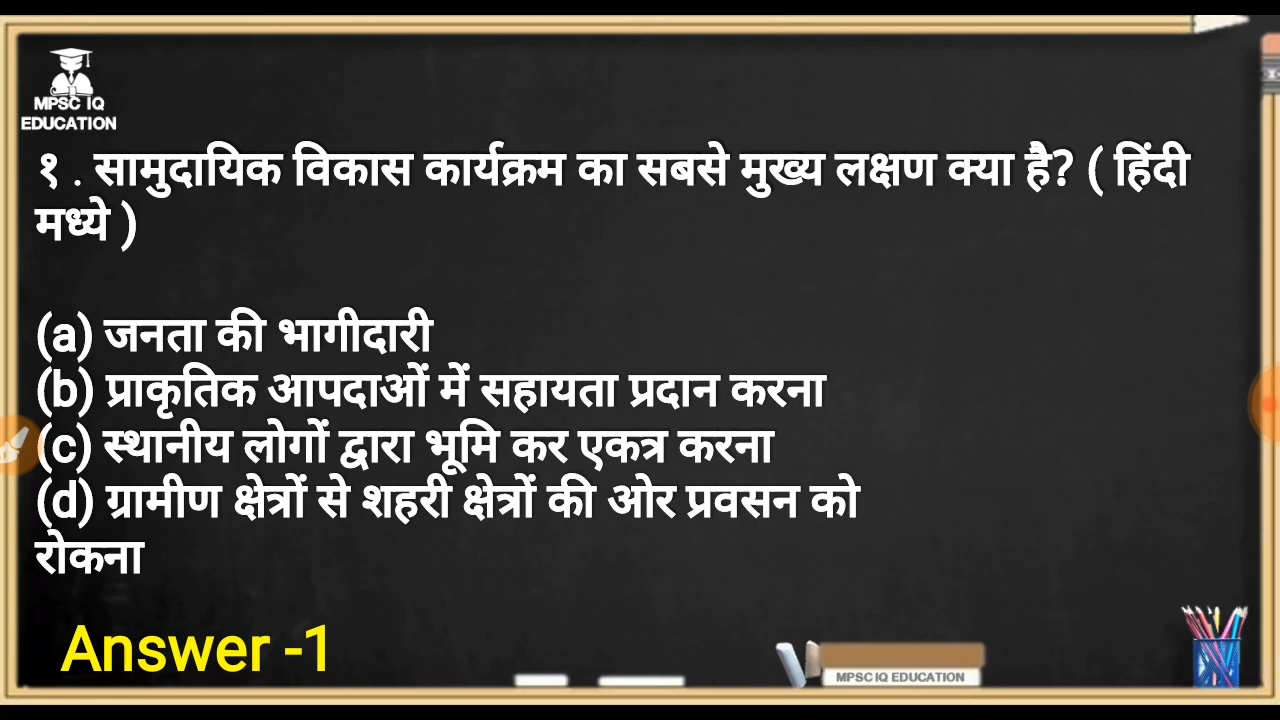 MPSC IQ
EDUCATION
१ . सामुदायिक विकास कार्यक्रम का सबसे मुख्य लक्षण क्या है? ( हिंदी
मध्ये )
(a) जनता की भागीदारी
(b) प्राकृतिक आपदाओं में सहायता प्रदान करना
(c) स्थानीय लोगों द्वारा भूमि कर एकत्र करना
(d) ग्रामीण क्षेत्रों से शहरी क्षेत्रों की ओर प्रवसन को
रोकना
Answer -1
MPSC IQ EDUCATION